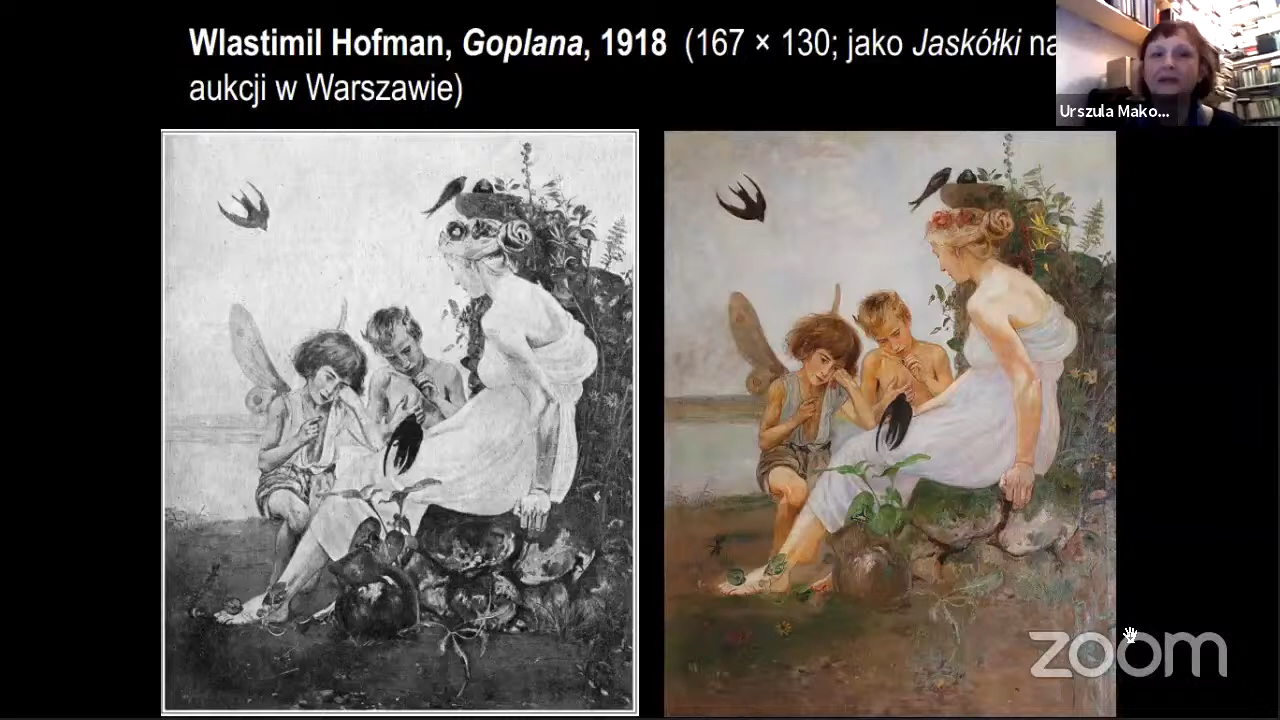 Wlastimil Hofman, Goplana, 1918 (167 × 130; jako Jaskółki na
aukcji w Warszawie)
Urszula Mako...
zoom